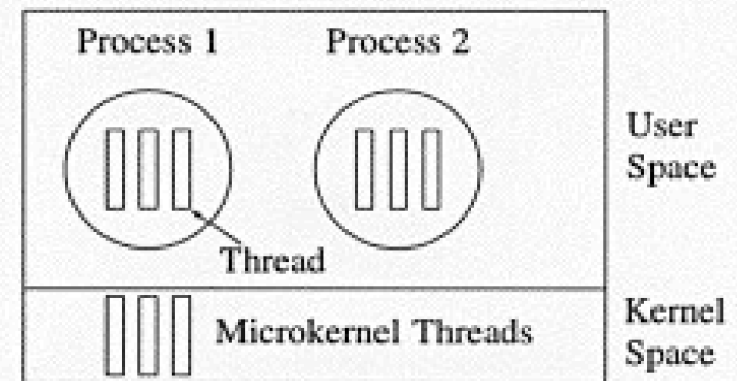 Process 1
Process 2
User
Space
Thread
Microkernel Threads
Kernel
Space